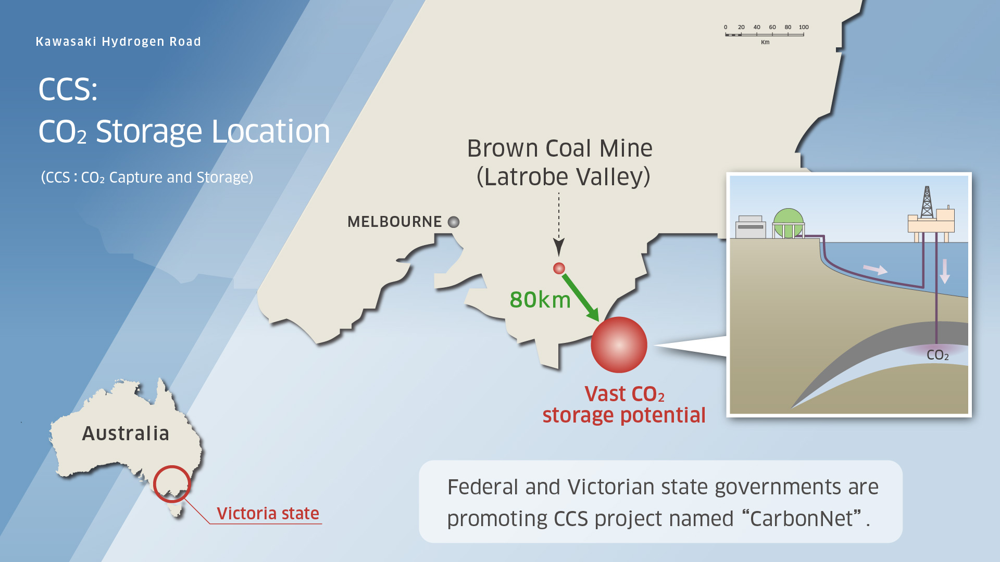 Kawasaki Hydrogen Road
CCS:
CO₂ Storage Location
(CCS : CO₂ Capture and Storage)
0 20 40 60 80 100
Km
Brown Coal Mine
(Latrobe Valley)
MELBOURNE
80km
CO₂
Vast CO₂
storage potential
Australia
Victoria state
Federal and Victorian state governments are
promoting CCS project named “CarbonNet” .